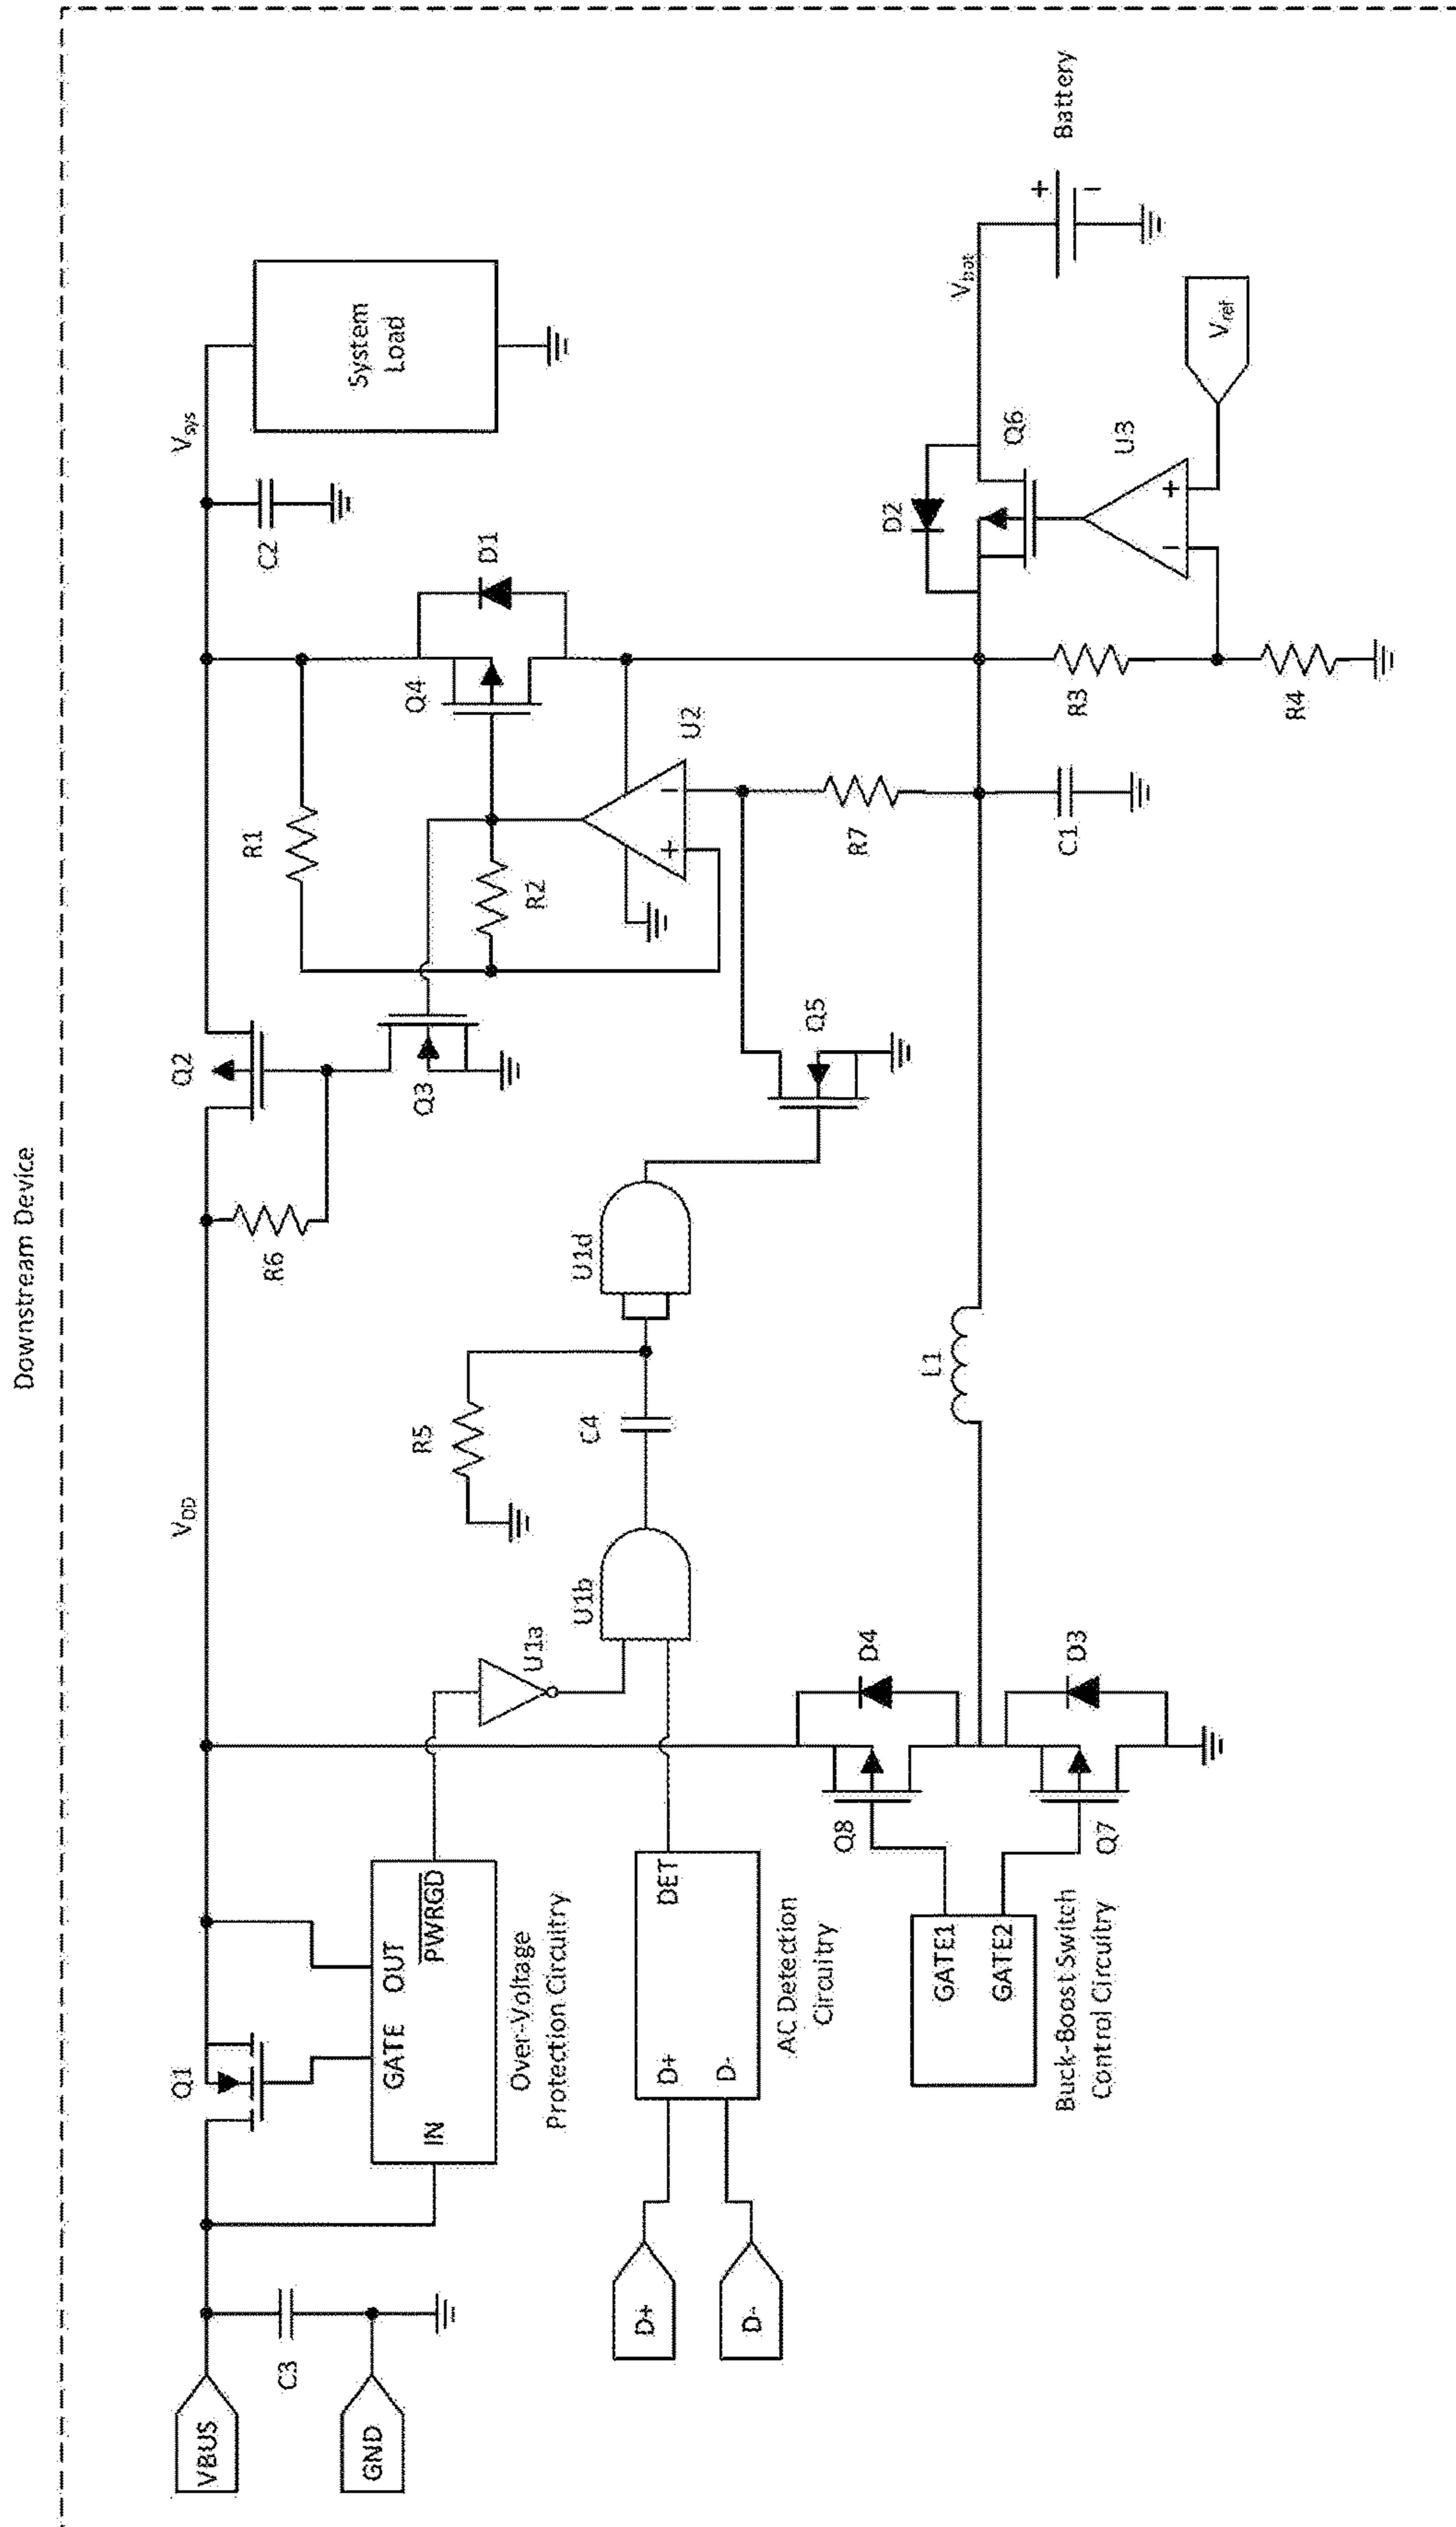 Downstream Device
VBUS
GND
C3
Q1
IN
GATE
OUT
PWRGD
Over-Voltage
Protection Circuitry
VDD
R6
Q2
Q3
R1
R2
Q4
D1
U2
C2
Vsys
System
Load
D+
D-
D+
D-
DET
AC Detection
Circuitry
U1a
U1b
C4
R5
U1d
Q5
R7
GATE1
GATE2
Buck-Boost Switch
Control Circuitry
Q8
Q7
D4
D3
L1
C1
R3
R4
D2
Q6
U3
Vref
Vbat
+
−
Battery
+
−
−
+